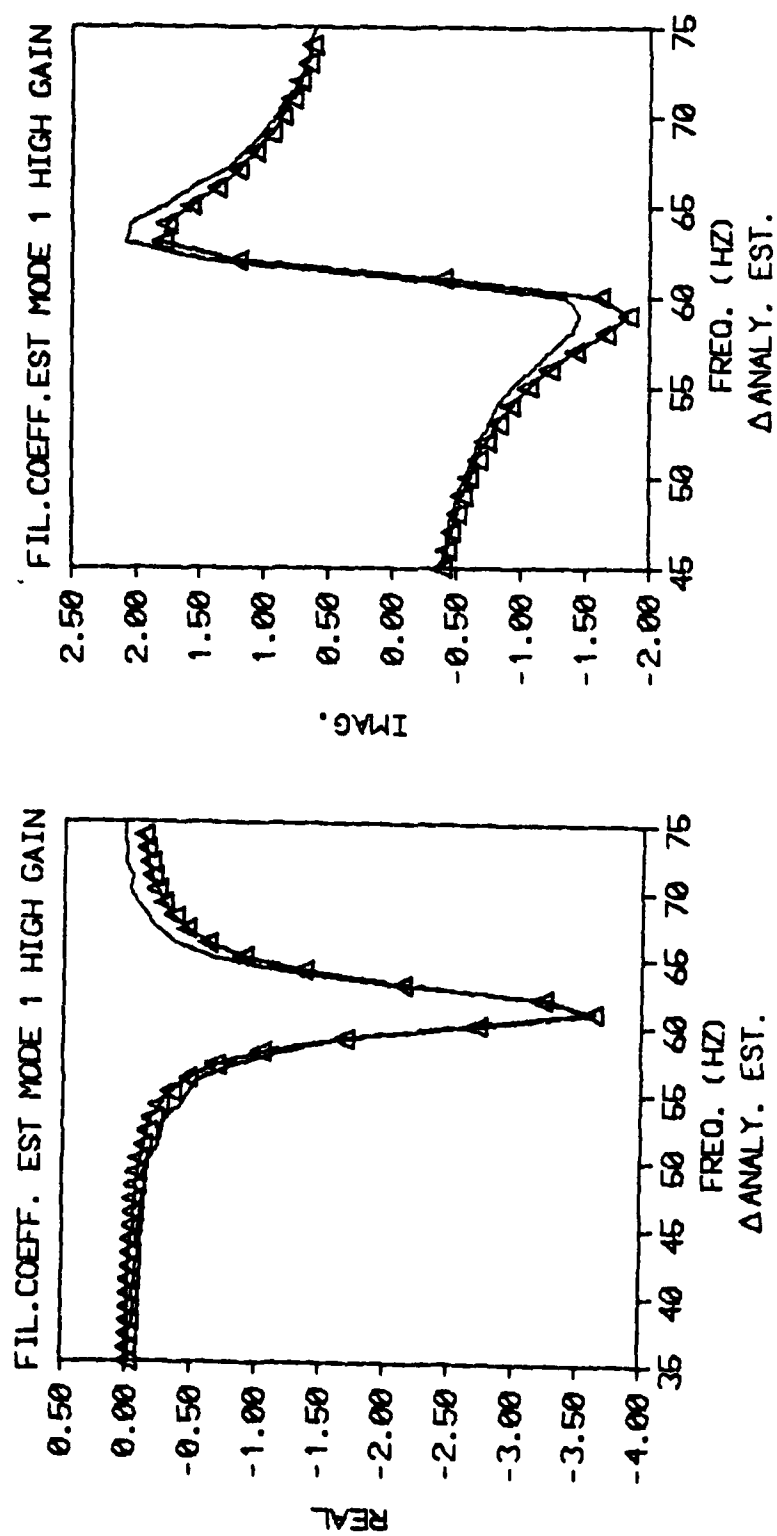 FIL.COEFF. EST MODE 1 HIGH GAIN
REAL
0.50
0.00
-0.50
-1.00
-1.50
-2.00
-2.50
-3.00
-3.50
-4.00
35 40 45 50 55 60 65 70 75
FREQ. (HZ)
Δ ANALY. EST.
FIL.COEFF.EST MODE 1 HIGH GAIN
IMAG.
2.50
2.00
1.50
1.00
0.50
0.00
-0.50
-1.00
-1.50
-2.00
45 50 55 60 65 70 75
FREQ. (HZ)
Δ ANALY. EST.